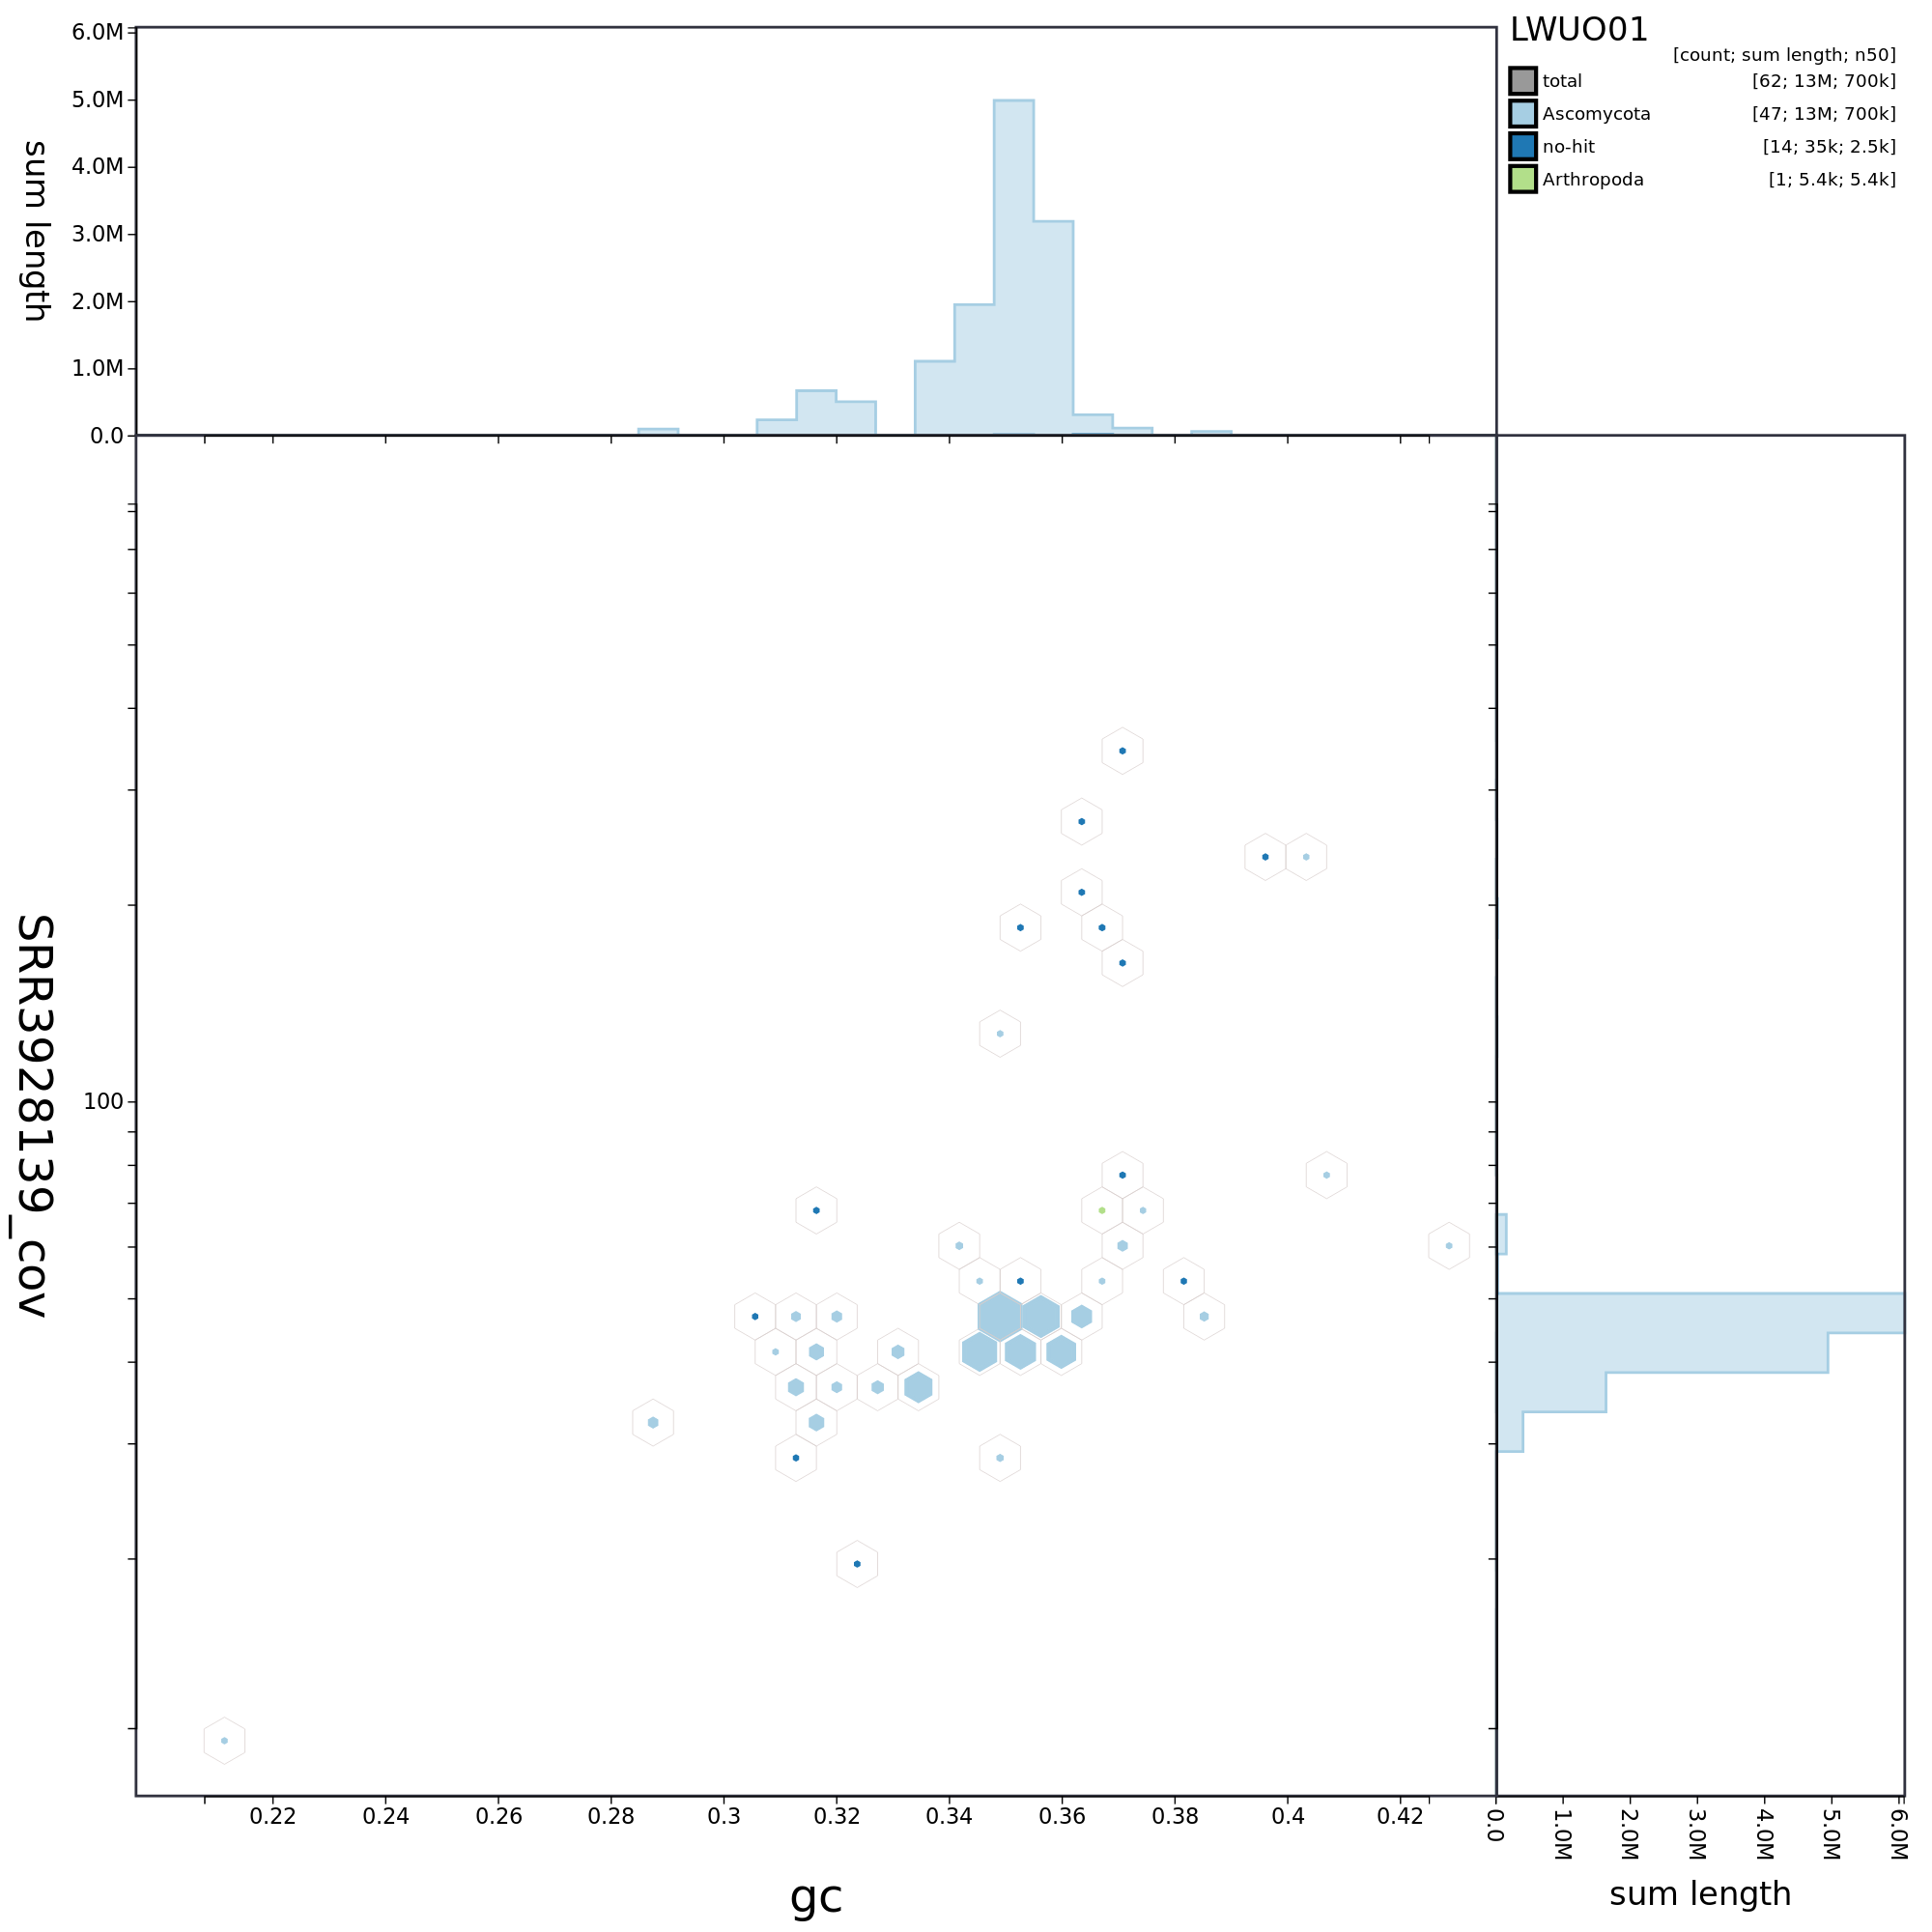 LWUO01
[count; sum length; n50]
total [62; 13M; 700k]
Ascomycota [47; 13M; 700k]
no-hit [14; 35k; 2.5k]
Arthropoda [1; 5.4k; 5.4k]
sum length
6.0M
5.0M
4.0M
3.0M
2.0M
1.0M
0.0
SRR3928139_cov
100
0.22 0.24 0.26 0.28 0.3 0.32 0.34 0.36 0.38 0.4 0.42
gc
0.0 1.0M 2.0M 3.0M 4.0M 5.0M 6.0M
sum length